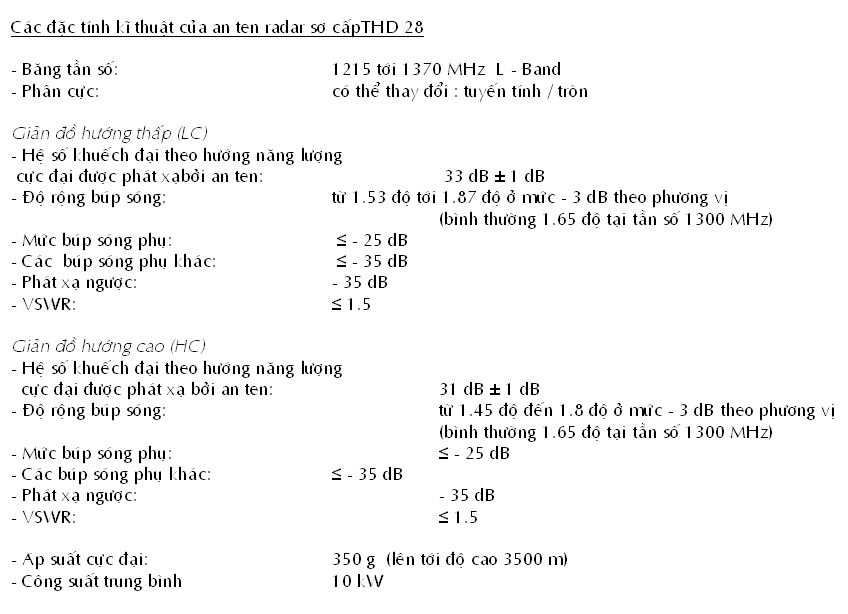 Các đặc tính kĩ thuật của an ten radar sơ cấpTHD 28
- Băng tần số: 1215 tới 1370 MHz L - Band
- Phân cực: có thể thay đổi : tuyến tính / tròn
Giản đồ hướng thấp (LC)
- Hệ số khuếch đại theo hướng năng lượng
cực đại được phát xạbởi an ten: 33 dB ± 1 dB
- Độ rộng búp sóng: từ 1.53 độ tới 1.87 độ ở mức - 3 dB theo phương vị
(bình thường 1.65 độ tại tần số 1300 MHz)
- Mức búp sóng phụ: ≤ - 25 dB
- Các búp sóng phụ khác: ≤ - 35 dB
- Phát xạ ngược: - 35 dB
- VSWR: ≤ 1.5
Giản đồ hướng cao (HC)
- Hệ số khuếch đại theo hướng năng lượng
cực đại được phát xạ bởi an ten: 31 dB ± 1 dB
- Độ rộng búp sóng: từ 1.45 độ đến 1.8 độ ở mức - 3 dB theo phương vị
(bình thường 1.65 độ tại tần số 1300 MHz)
- Mức búp sóng phụ: ≤ - 25 dB
- Các búp sóng phụ khác: ≤ - 35 dB
- Phát xạ ngược: - 35 dB
- VSWR: ≤ 1.5
- Áp suất cực đại: 350 g (lên tới độ cao 3500 m)
- Công suất trung bình 10 kW